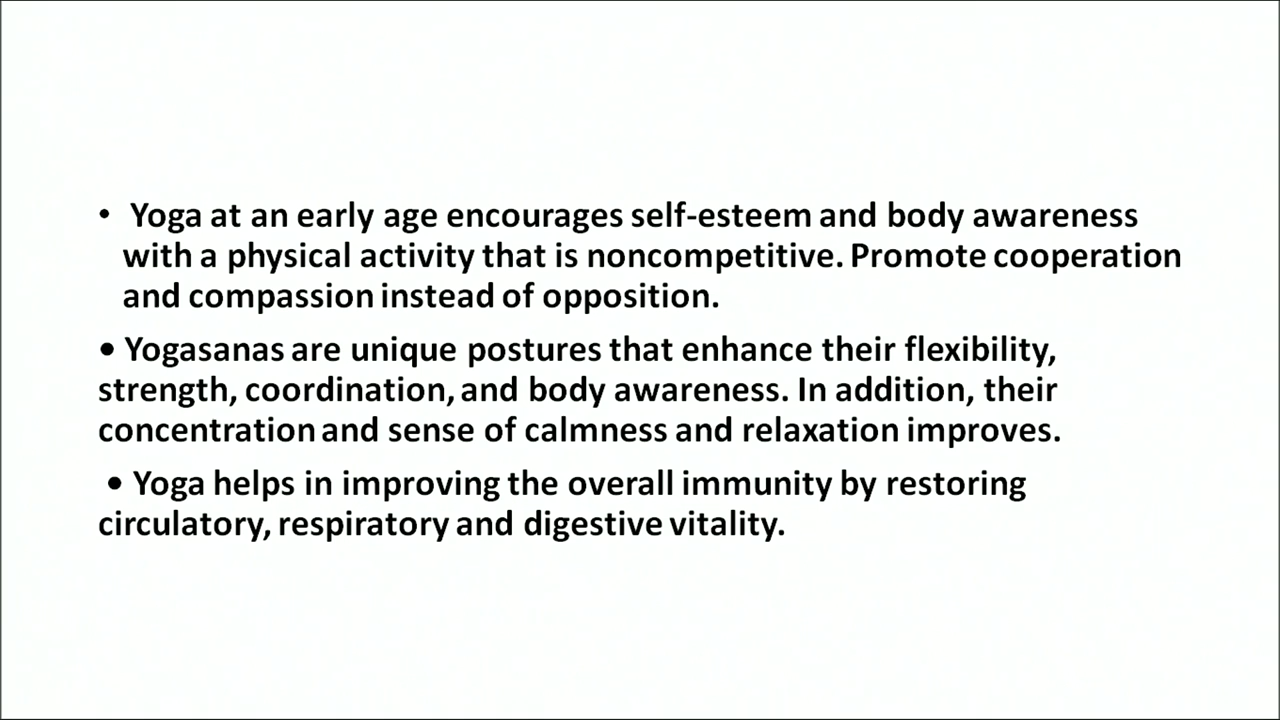 • Yoga at an early age encourages self-esteem and body awareness
with a physical activity that is noncompetitive. Promote cooperation
and compassion instead of opposition.
• Yogasanas are unique postures that enhance their flexibility,
strength, coordination, and body awareness. In addition, their
concentration and sense of calmness and relaxation improves.
• Yoga helps in improving the overall immunity by restoring
circulatory, respiratory and digestive vitality.